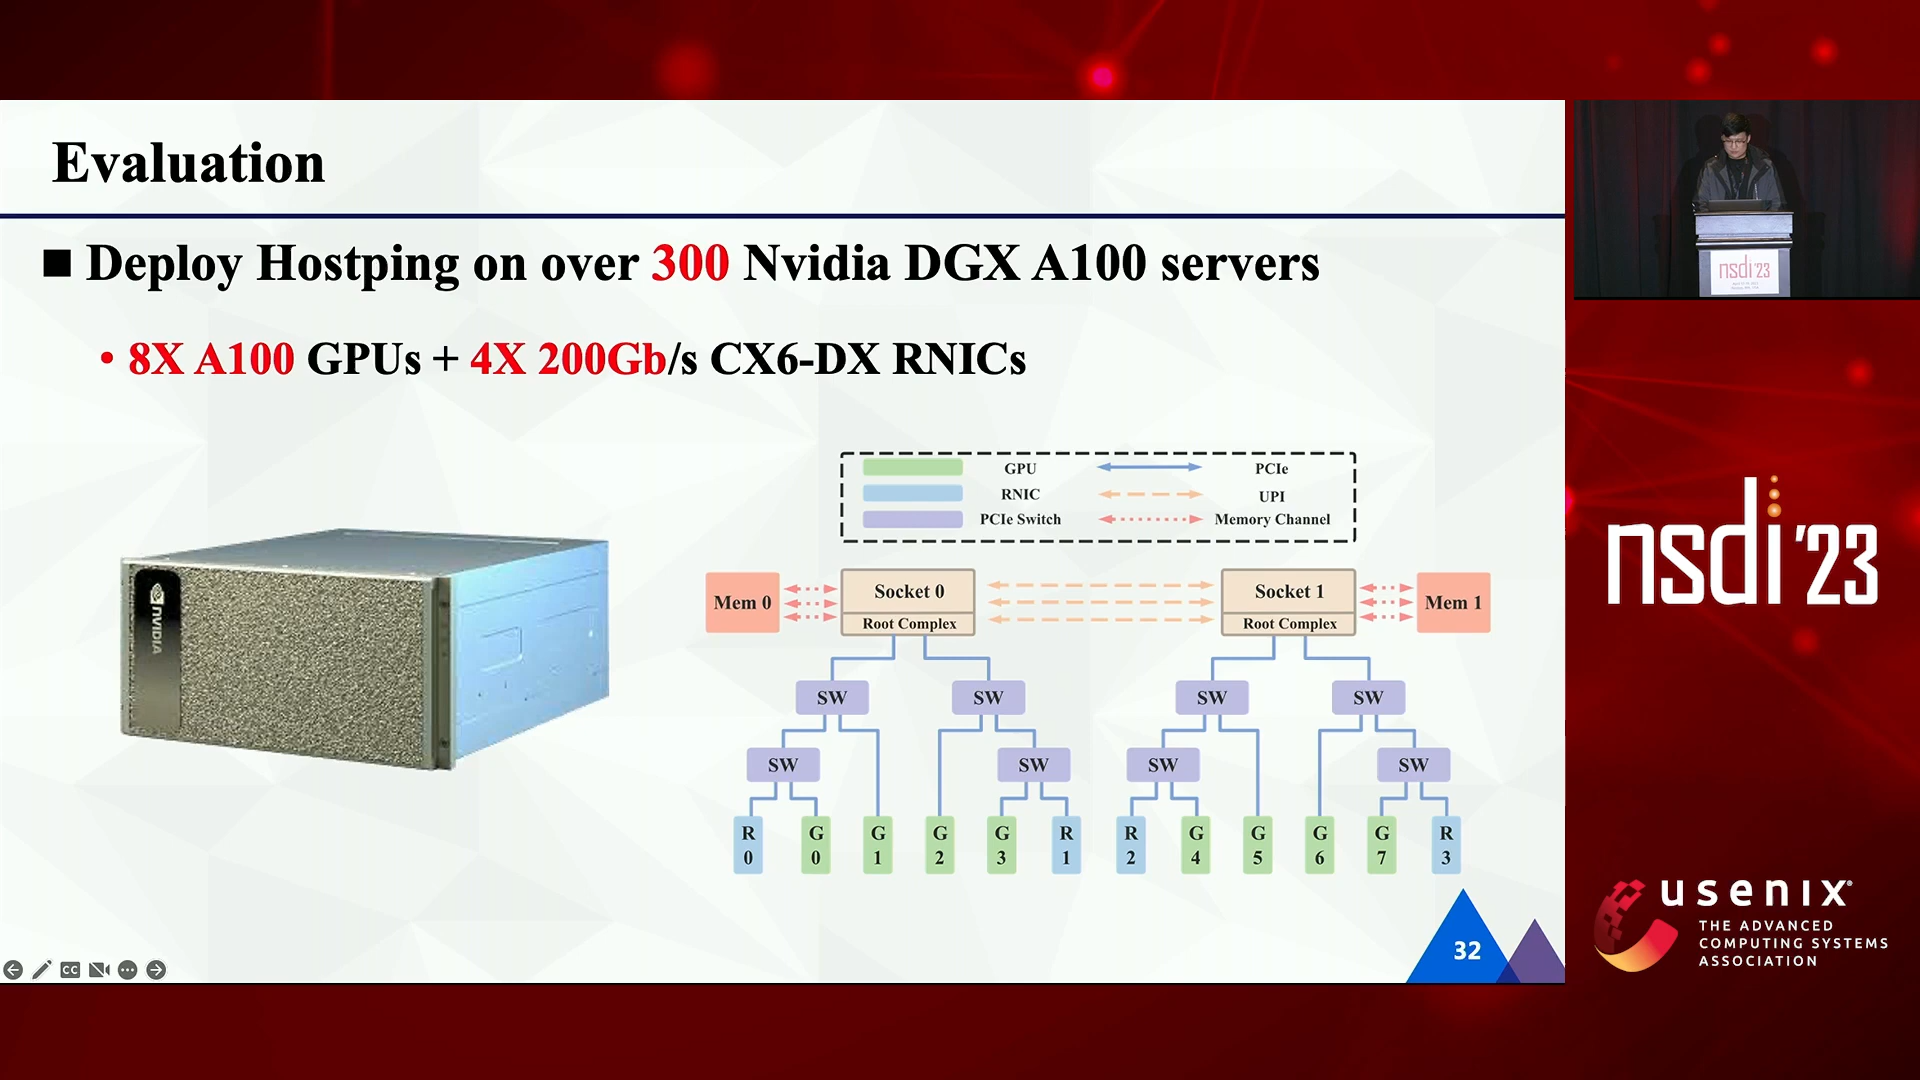 Evaluation
■ Deploy Hostping on over 300 Nvidia DGX A100 servers
• 8X A100 GPUs + 4X 200Gb/s CX6-DX RNICs
GPU PCIe
RNIC UPI
PCIe Switch Memory Channel
Mem 0 Socket 0 Socket 1 Mem 1
Root Complex Root Complex
SW SW SW SW
SW SW SW SW
R G G G G R R G G G G R
0 0 1 2 3 1 2 4 5 6 7 3
NVIDIA
32
CC
nsdi '23
nsdi '23
usenix®
THE ADVANCED
COMPUTING SYSTEMS
ASSOCIATION